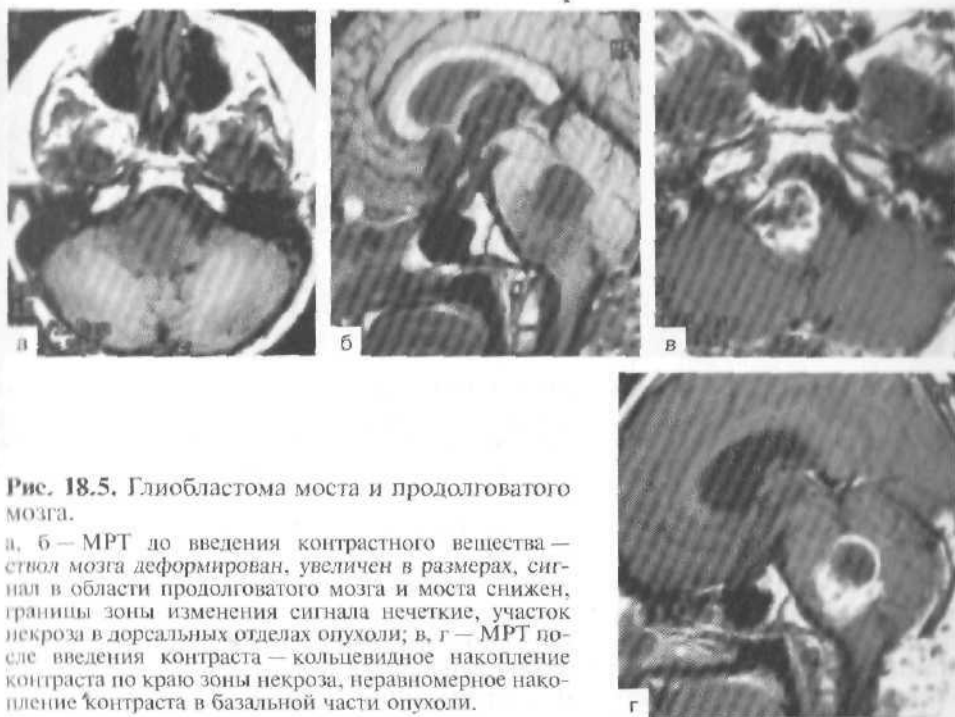 а
б
в
г
Рис. 18.5. Глиобластома моста и продолговатого
мозга.
а, б — МРТ до введения контрастного вещества —
ствол мозга деформирован, увеличен в размерах, сиг-
нал в области продолговатого мозга и моста снижен,
границы зоны изменения сигнала нечеткие, участок
некроза в дорсальных отделах опухоли; в, г — МРТ по-
сле введения контраста — кольцевидное накопление
контраста по краю зоны некроза, неравномерное нако-
пление контраста в базальной части опухоли.